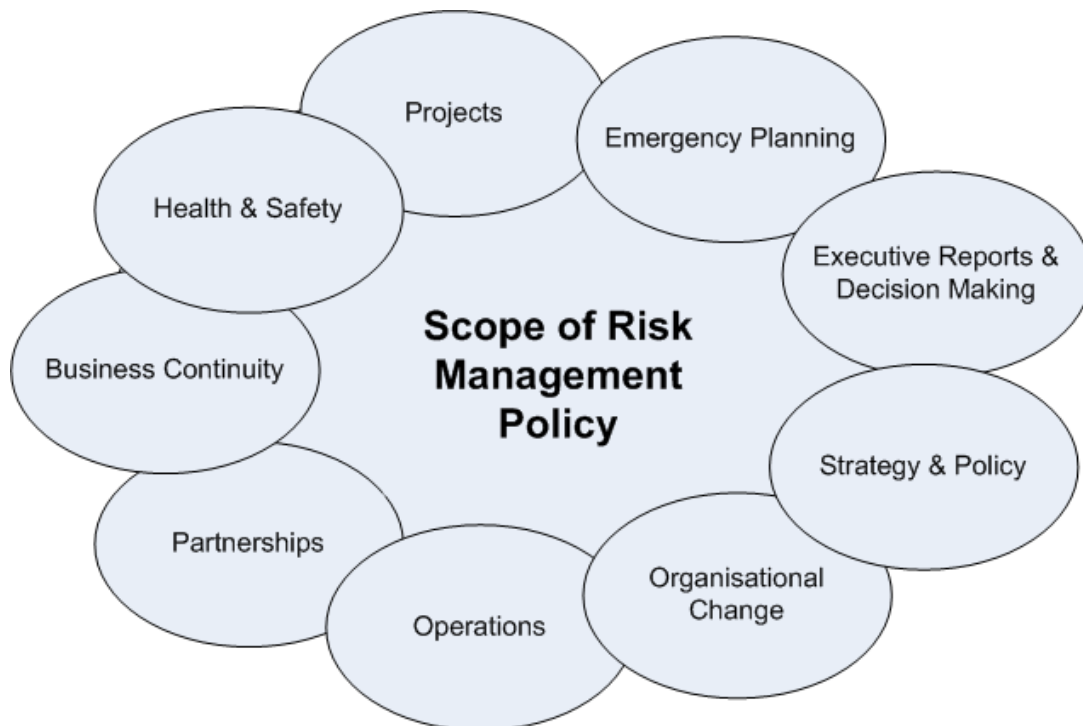 Projects
Emergency Planning
Health & Safety
Executive Reports &
Decision Making
Scope of Risk
Management
Policy
Business Continuity
Strategy & Policy
Partnerships
Organisational
Change
Operations